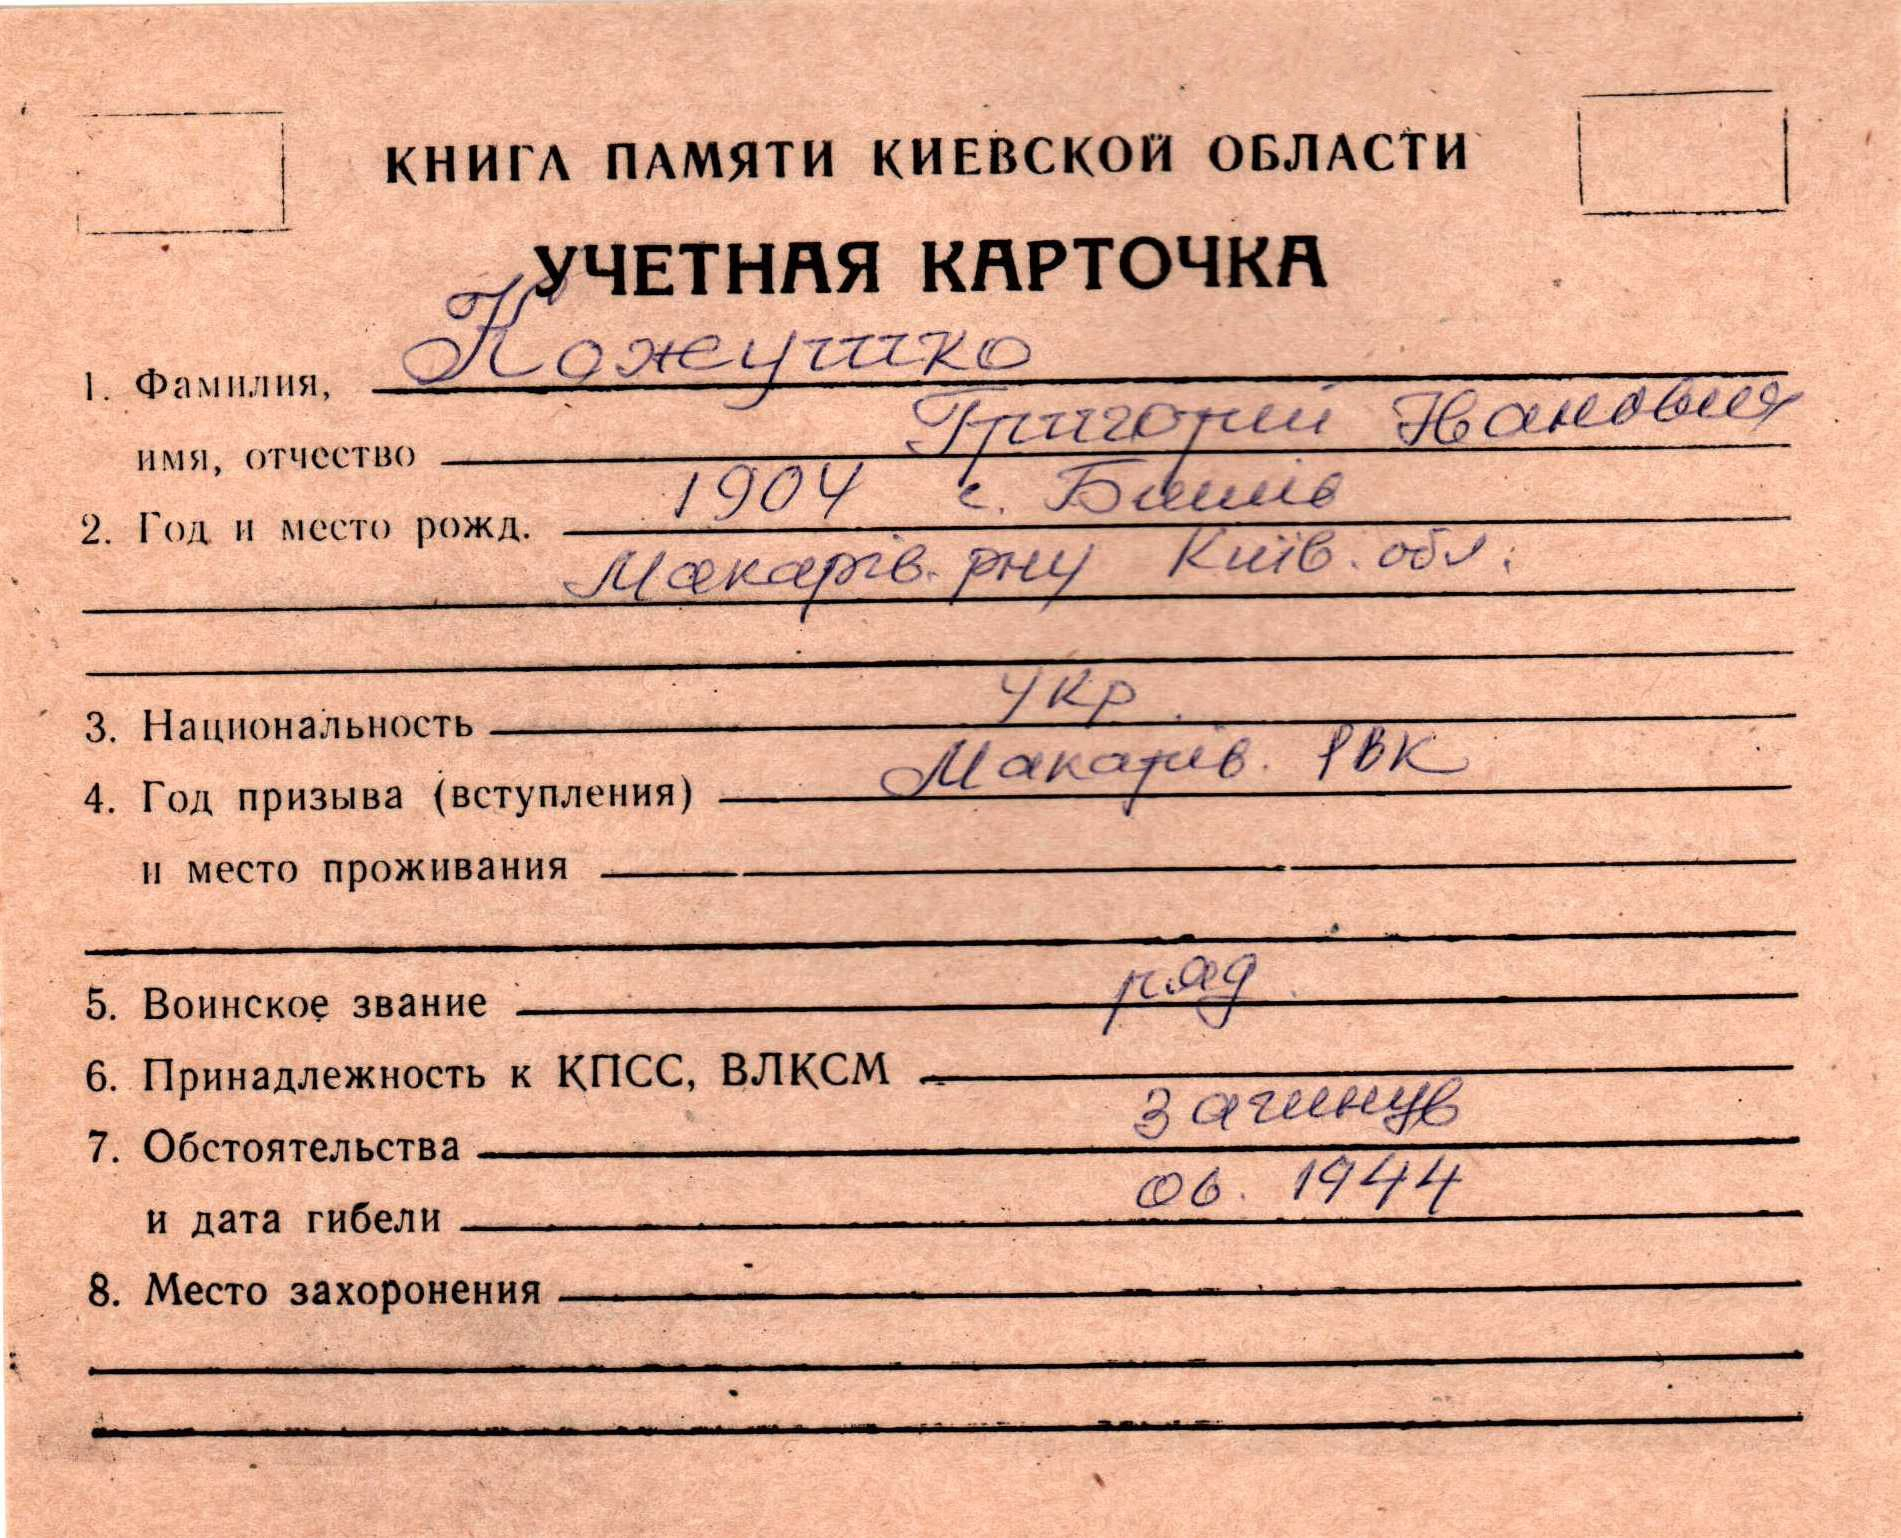 КНИГА ПАМЯТИ КИЕВСКОЙ ОБЛАСТИ
УЧЕТНАЯ КАРТОЧКА
1. Фамилия, Кожушко
имя, отчество Григорий Иванович
2. Год и место рожд. 1904 с.
Макарів. рну Київ. обл.
3. Национальность укр.
4. Год призыва (вступления) Макарів. РВК
и место проживания
5. Воинское звание ряд.
6. Принадлежность к КПСС, ВЛКСМ
7. Обстоятельства загинув
и дата гибели 06. 1944
8. Место захоронения